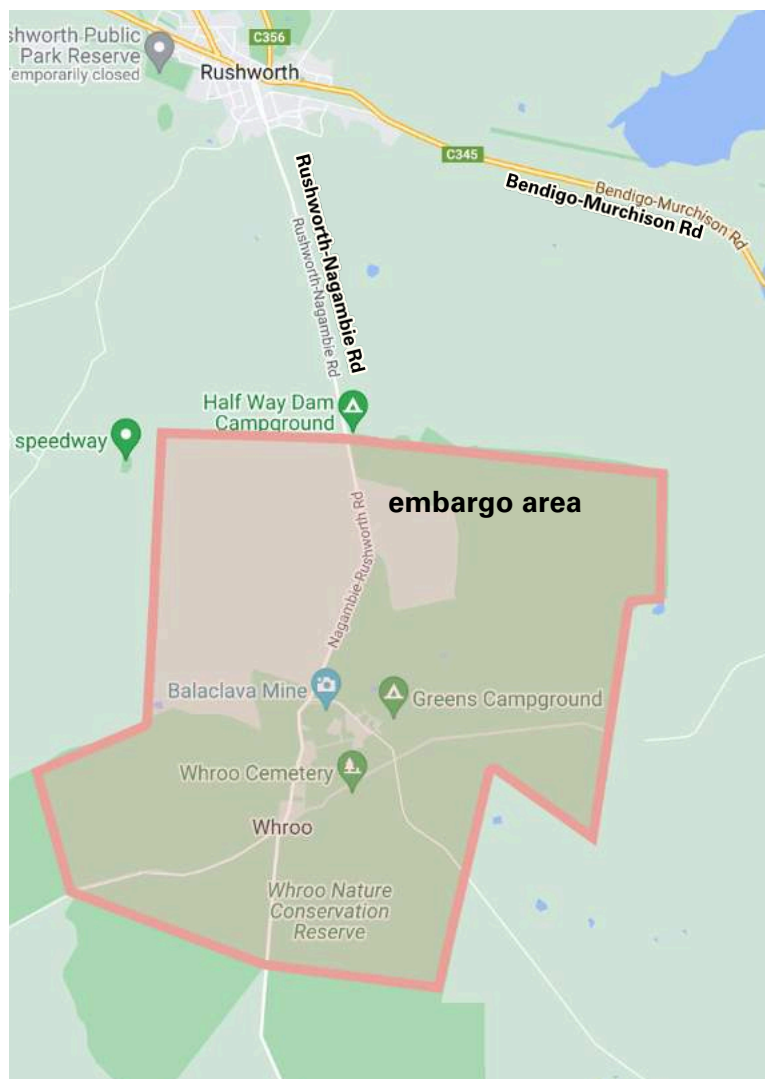 shworth Public
Park Reserve
Temporarily closed
C356
Rushworth
C345
Bendigo-Murchison Rd
Bendigo-Murchison Rd
Rushworth-Nagambie Rd
Rushworth-Nagambie Rd
Half Way Dam
Campground
speedway
embargo area
Nagambie-Rushworth Rd
Balaclava Mine
Greens Campground
Whroo Cemetery
Whroo
Whroo Nature
Conservation
Reserve